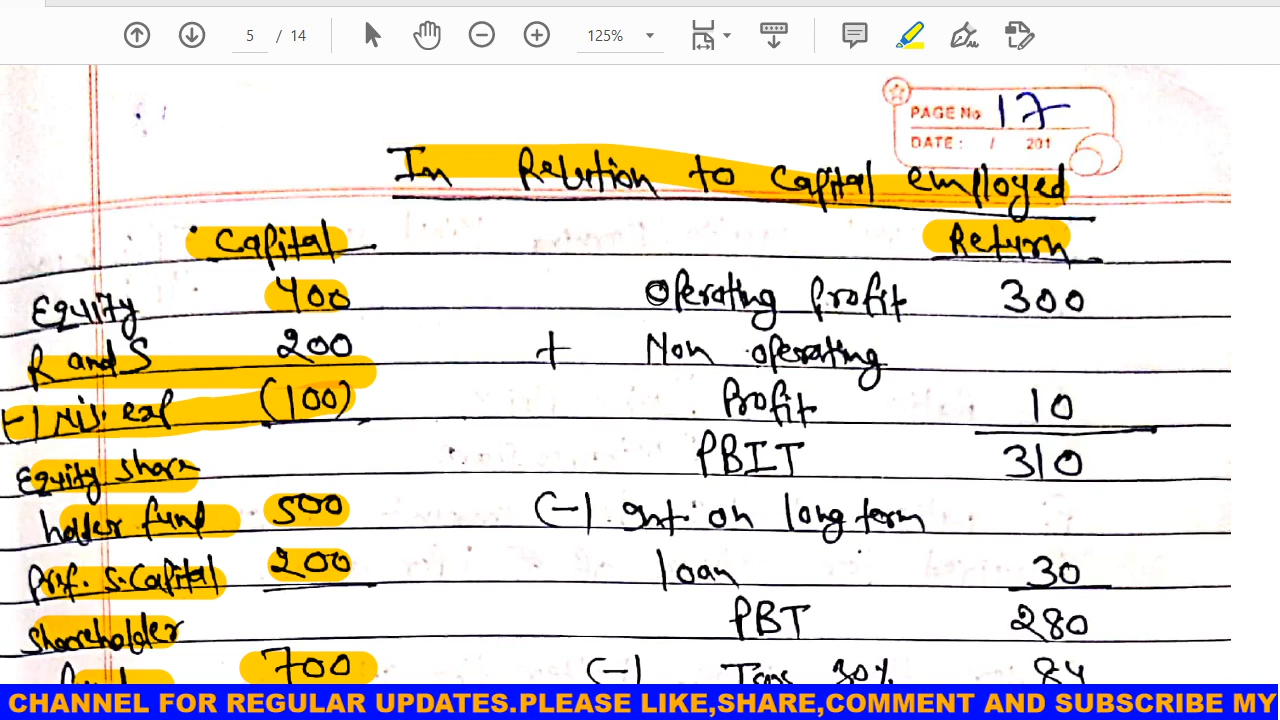 5 / 14 125%
PAGE No 17
DATE : / 201
In Relation to Capital employed
Capital Return
Equity 400 Operating Profit 300
R and S 200 + Non operating
(-) Mis. exp (100) Profit 10
PBIT 310
Equity share
holder fund 500 (-) Int. on long term
Pref. S. Capital 200 loan 30
PBT 280
Shareholder
700 (-) Tax 30% 84
CHANNEL FOR REGULAR UPDATES.PLEASE LIKE,SHARE,COMMENT AND SUBSCRIBE MY